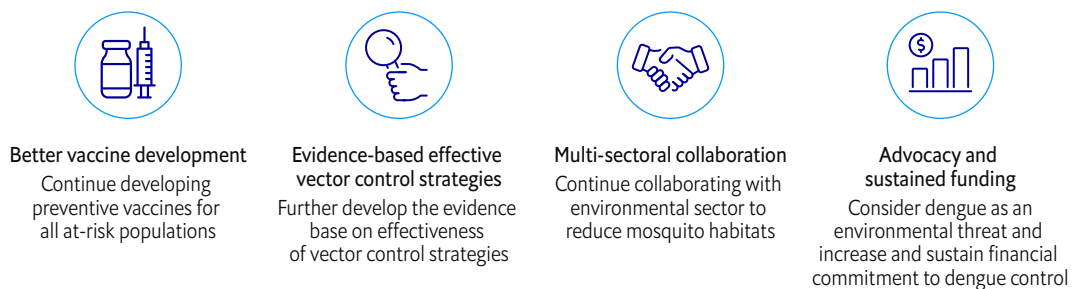 $
Better vaccine development
Continue developing
preventive vaccines for
all at-risk populations
Evidence-based effective
vector control strategies
Further develop the evidence
base on effectiveness
of vector control strategies
Multi-sectoral collaboration
Continue collaborating with
environmental sector to
reduce mosquito habitats
Advocacy and
sustained funding
Consider dengue as an
environmental threat and
increase and sustain financial
commitment to dengue control